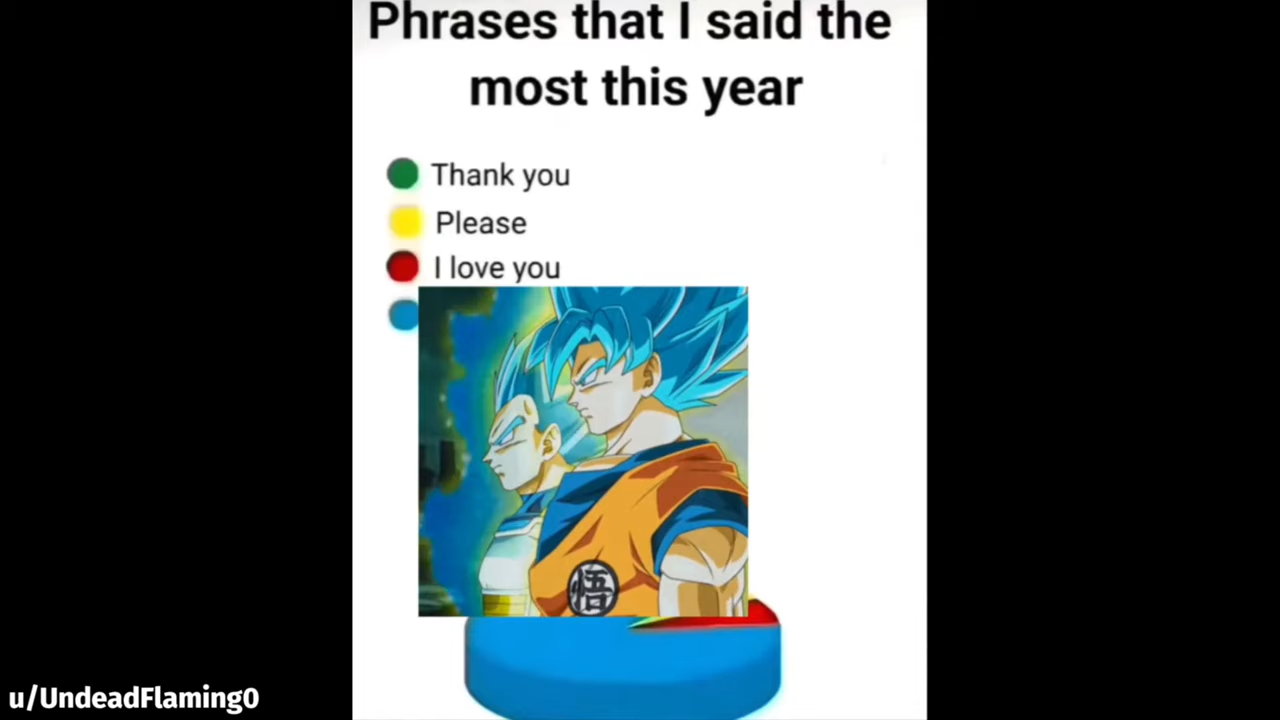 Phrases that I said the
most this year
Thank you
Please
I love you
悟
u/UndeadFlaming0